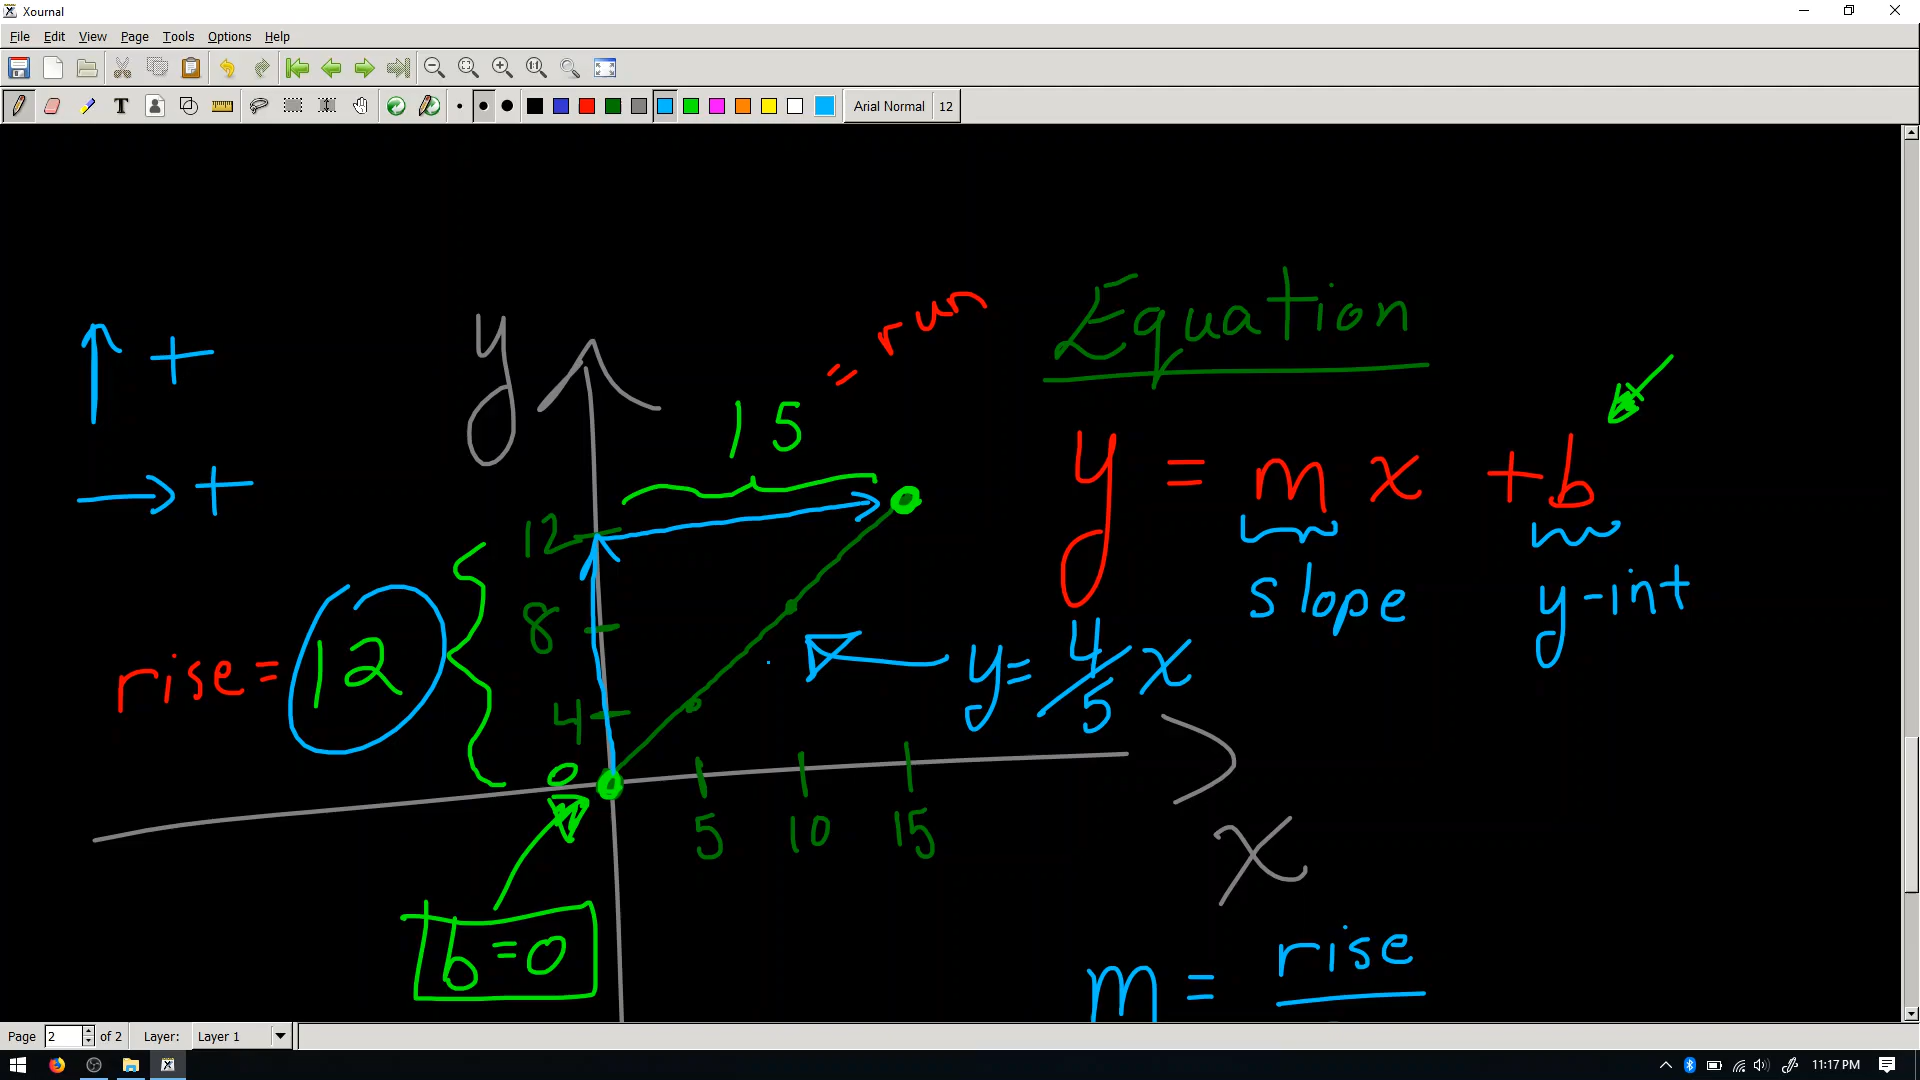 Xournal
File Edit View Page Tools Options Help
Arial Normal 12
Equation
y = mx + b
slope
y-int
y
= run
15
↑ +
→ +
12
8
4
0
rise = 12
y = 4/5 x
5 10 15
x
b = 0
m = rise
Page 2 of 2 Layer: Layer 1
11:17 PM